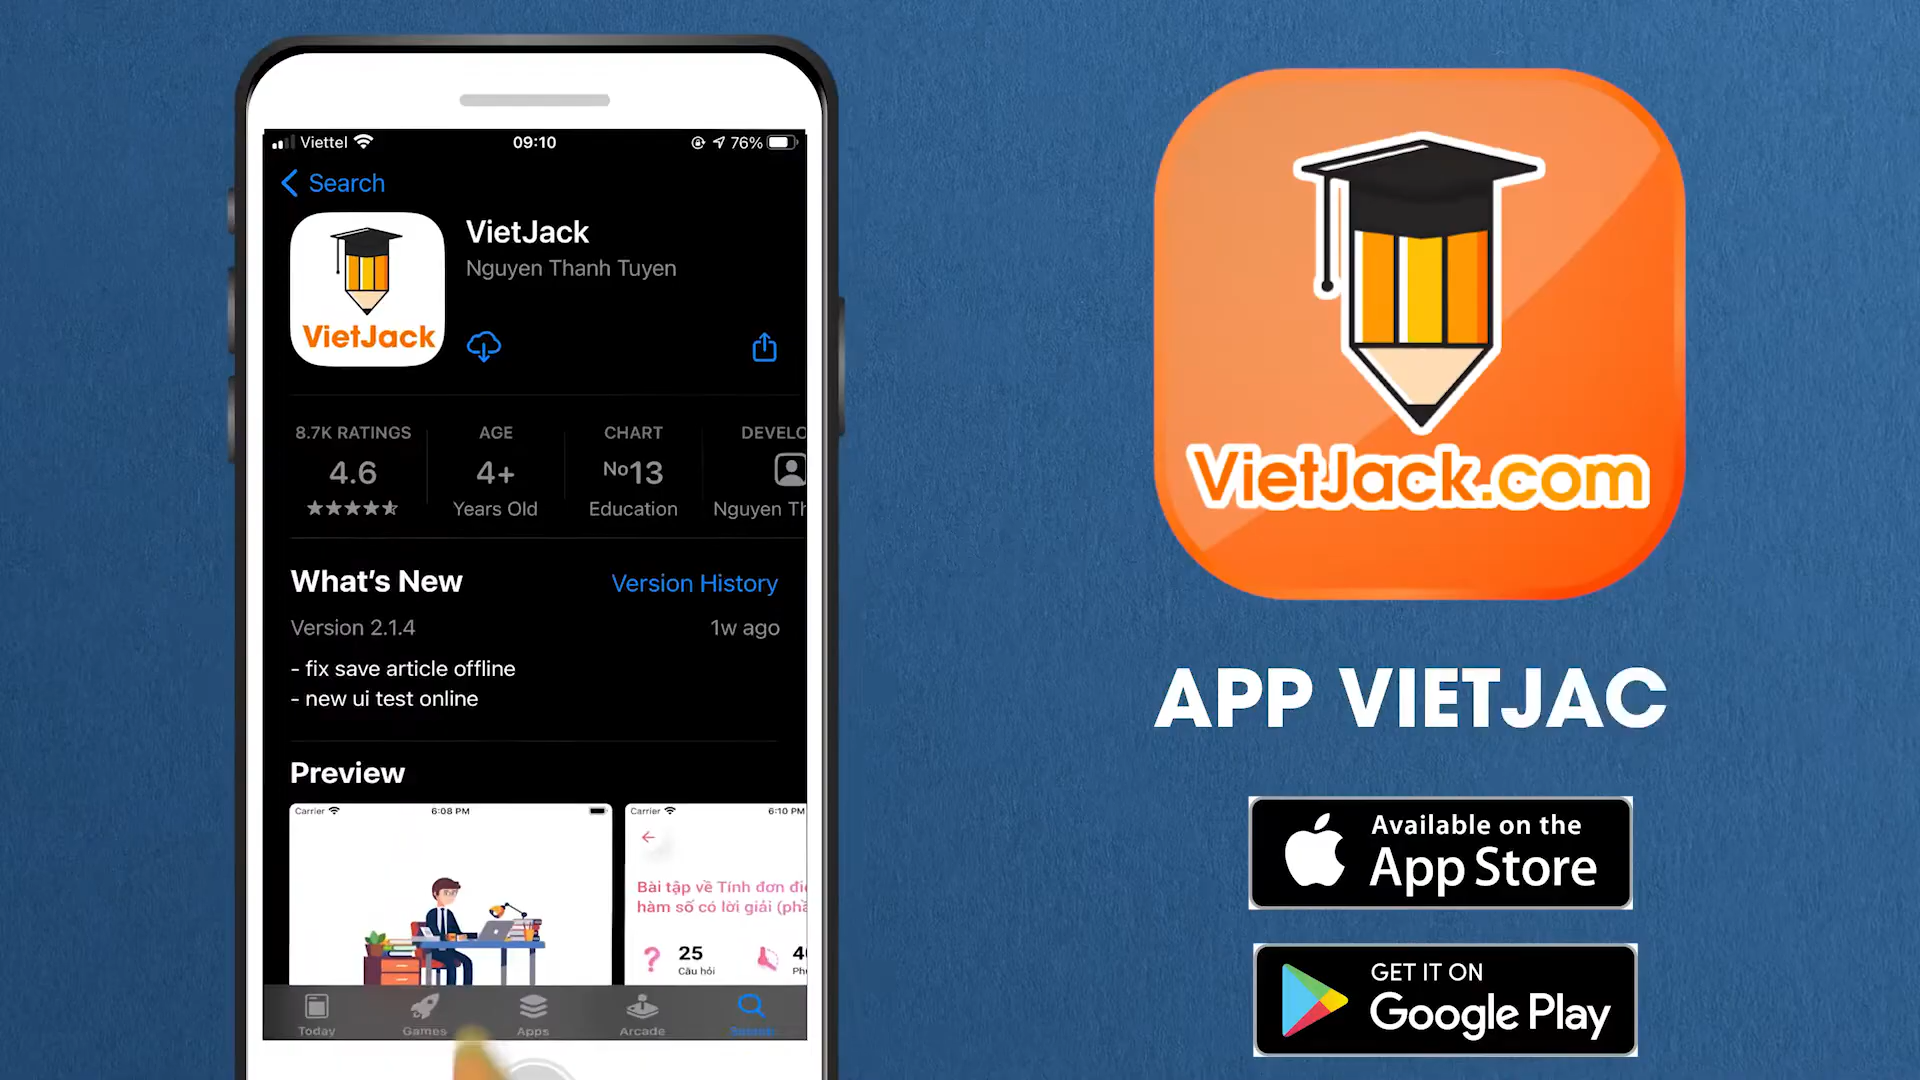 Viettel
09:10
76%
Search
VietJack
VietJack
Nguyen Thanh Tuyen
8.7K RATINGS
4.6
AGE
4+
Years Old
CHART
No13
Education
DEVELO
Nguyen Th
What's New
Version History
Version 2.1.4
1w ago
- fix save article offline
- new ui test online
Preview
Carrier
6:08 PM
Carrier
6:10 PM
Bài tập về Tính đơn đi
hàm số có lời giải (phầ
25
Câu hỏi
Today
Games
Apps
Arcade
VietJack.com
APP VIETJAC
Available on the
App Store
GET IT ON
Google Play